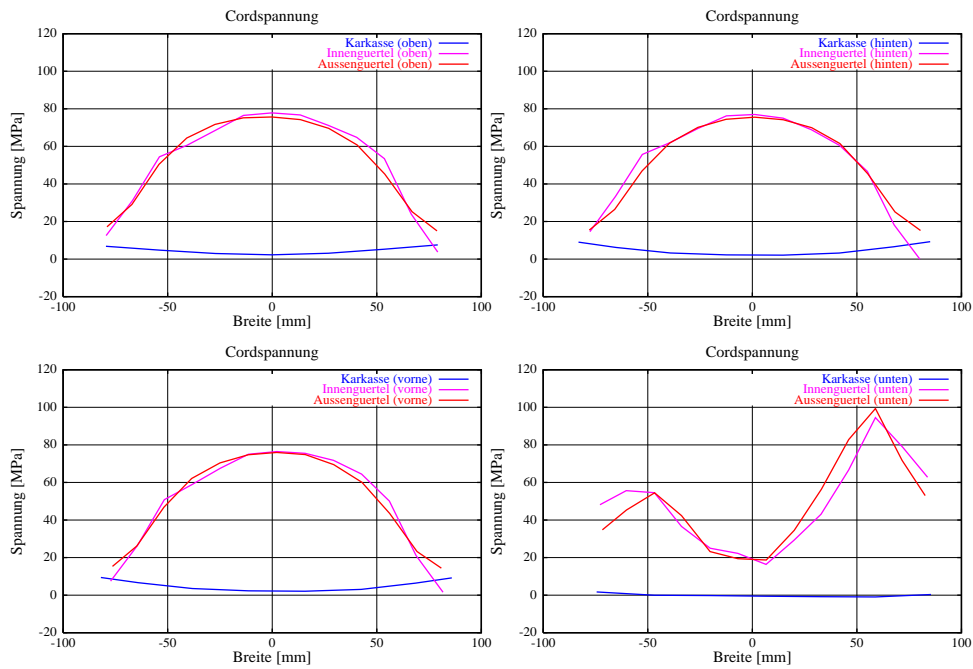 Cordspannung
Karkasse (oben)
Innenguertel (oben)
Aussenguertel (oben)
120
100
80
60
40
20
0
-20
Spannung [MPa]
-100
-50
0
50
100
Breite [mm]
Cordspannung
Karkasse (hinten)
Innenguertel (hinten)
Aussenguertel (hinten)
120
100
80
60
40
20
0
-20
Spannung [MPa]
-100
-50
0
50
100
Breite [mm]
Cordspannung
Karkasse (vorne)
Innenguertel (vorne)
Aussenguertel (vorne)
120
100
80
60
40
20
0
-20
Spannung [MPa]
-100
-50
0
50
100
Breite [mm]
Cordspannung
Karkasse (unten)
Innenguertel (unten)
Aussenguertel (unten)
120
100
80
60
40
20
0
-20
Spannung [MPa]
-100
-50
0
50
100
Breite [mm]